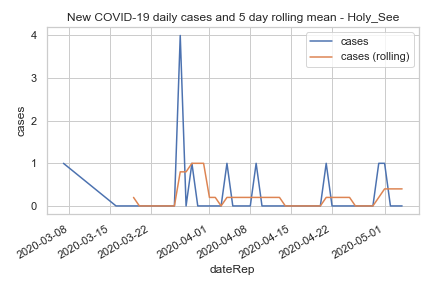 New COVID-19 daily cases and 5 day rolling mean - Holy_See
cases
cases (rolling)
4
3
2
1
0
cases
2020-03-08
2020-03-15
2020-03-22
2020-04-01
2020-04-08
2020-04-15
2020-04-22
2020-05-01
dateRep